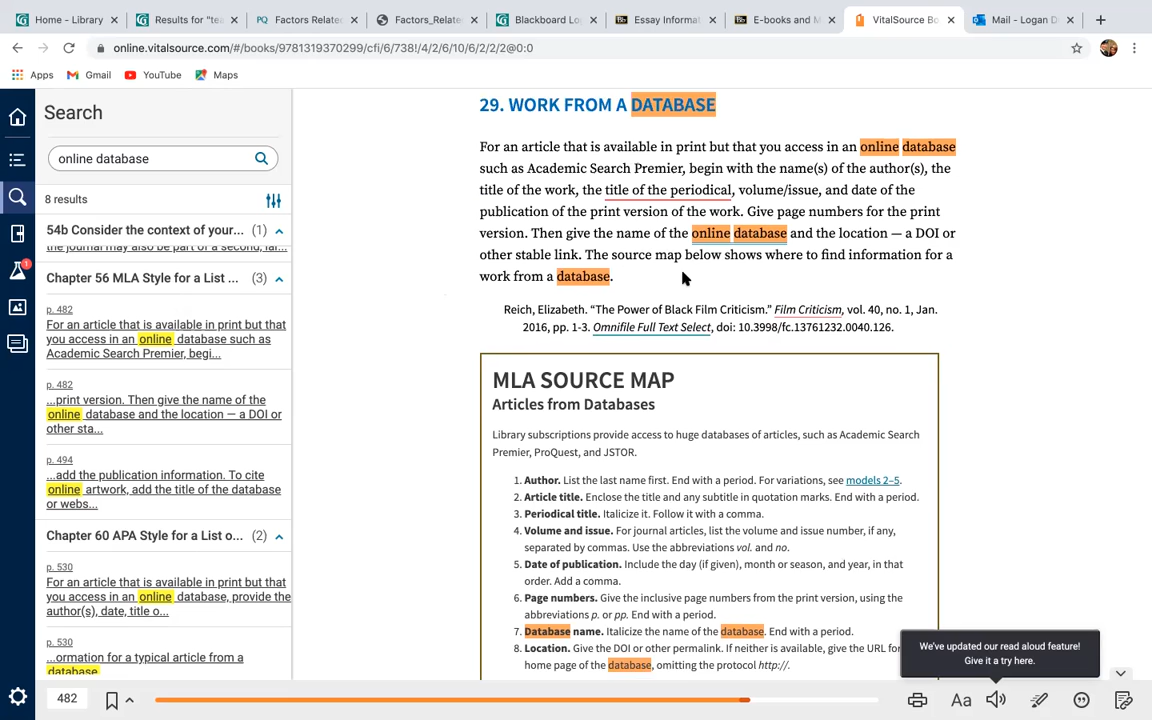 Home - Library
Results for "tea
Factors Relate
Factors_Relate
Blackboard Lo
Essay Informa
E-books and M
VitalSource Bo
Mail - Logan D
online.vitalsource.com/#/books/9781319370299/cfi/6/738!/4/2/6/10/6/2/2/2@0:0
Apps
Gmail
YouTube
Maps
Search
online database
8 results
54b Consider the context of your... (1)
the journal may also be part of a second, lar...
Chapter 56 MLA Style for a List ... (3)
p. 482
For an article that is available in print but that
you access in an online database such as
Academic Search Premier, begi...
p. 482
...print version. Then give the name of the
online database and the location — a DOI or
other sta...
p. 494
...add the publication information. To cite
online artwork, add the title of the database
or webs...
Chapter 60 APA Style for a List o... (2)
p. 530
For an article that is available in print but that
you access in an online database, provide the
author(s), date, title o...
p. 530
...ormation for a typical article from a
database
482
29. WORK FROM A DATABASE
For an article that is available in print but that you access in an online database
such as Academic Search Premier, begin with the name(s) of the author(s), the
title of the work, the title of the periodical, volume/issue, and date of the
publication of the print version of the work. Give page numbers for the print
version. Then give the name of the online database and the location — a DOI or
other stable link. The source map below shows where to find information for a
work from a database.
Reich, Elizabeth. “The Power of Black Film Criticism.” Film Criticism, vol. 40, no. 1, Jan.
2016, pp. 1-3. Omnifile Full Text Select, doi: 10.3998/fc.13761232.0040.126.
MLA SOURCE MAP
Articles from Databases
Library subscriptions provide access to huge databases of articles, such as Academic Search
Premier, ProQuest, and JSTOR.
1. Author. List the last name first. End with a period. For variations, see models 2–5.
2. Article title. Enclose the title and any subtitle in quotation marks. End with a period.
3. Periodical title. Italicize it. Follow it with a comma.
4. Volume and issue. For journal articles, list the volume and issue number, if any,
separated by commas. Use the abbreviations vol. and no.
5. Date of publication. Include the day (if given), month or season, and year, in that
order. Add a comma.
6. Page numbers. Give the inclusive page numbers from the print version, using the
abbreviations p. or pp. End with a period.
7. Database name. Italicize the name of the database. End with a period.
8. Location. Give the DOI or other permalink. If neither is available, give the URL for
home page of the database, omitting the protocol http://.
We've updated our read aloud feature!
Give it a try here.
Aa